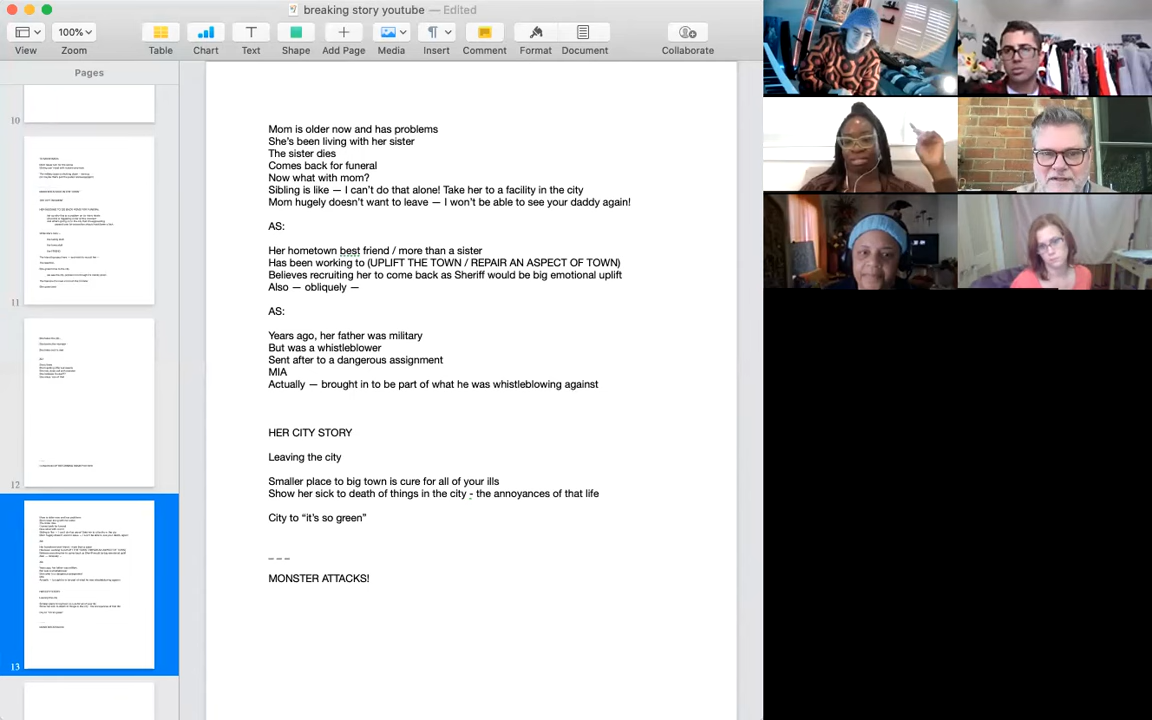 breaking story youtube — Edited
100%
View
Zoom
Table
Chart
Text
Shape
Add Page
Media
Insert
Comment
Format
Document
Collaborate
Pages
10
11
12
13
Mom is older now and has problems
She's been living with her sister
The sister dies
Comes back for funeral
Now what with mom?
Sibling is like — I can't do that alone! Take her to a facility in the city
Mom hugely doesn't want to leave — I won't be able to see your daddy again!
AS:
Her hometown best friend / more than a sister
Has been working to (UPLIFT THE TOWN / REPAIR AN ASPECT OF TOWN)
Believes recruiting her to come back as Sheriff would be big emotional uplift
Also — obliquely —
AS:
Years ago, her father was military
But was a whistleblower
Sent after to a dangerous assignment
MIA
Actually — brought in to be part of what he was whistleblowing against
HER CITY STORY
Leaving the city
Smaller place to big town is cure for all of your ills
Show her sick to death of things in the city - the annoyances of that life
City to “it's so green”
— — —
MONSTER ATTACKS!